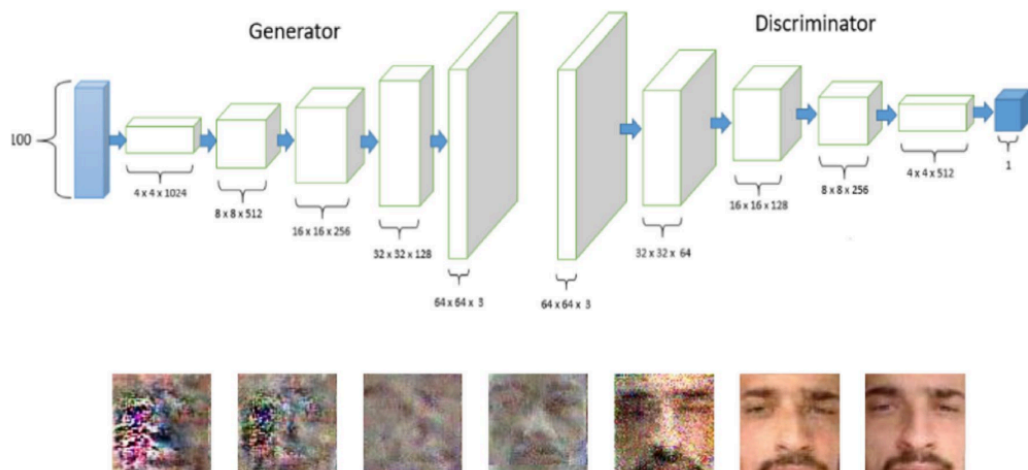 Generator
Discriminator
100
4 x 4 x 1024
8 x 8 x 512
16 x 16 x 256
32 x 32 x 128
64 x 64 x 3
64 x 64 x 3
32 x 32 x 64
16 x 16 x 128
8 x 8 x 256
4 x 4 x 512
1